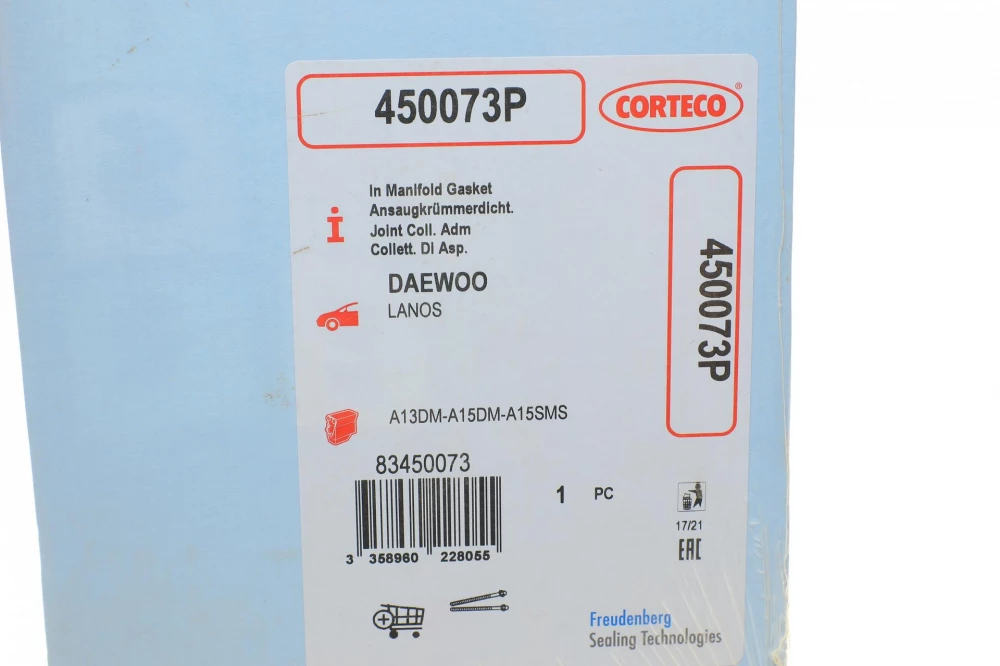 450073P
CORTECO®
In Manifold Gasket
Ansaugkrümmerdicht.
Joint Coll. Adm
Collett. Di Asp.
DAEWOO
LANOS
450073P
A13DM-A15DM-A15SMS
83450073
1 PC
3 358960 228055
17/21
EAC
Freudenberg
Sealing Technologies